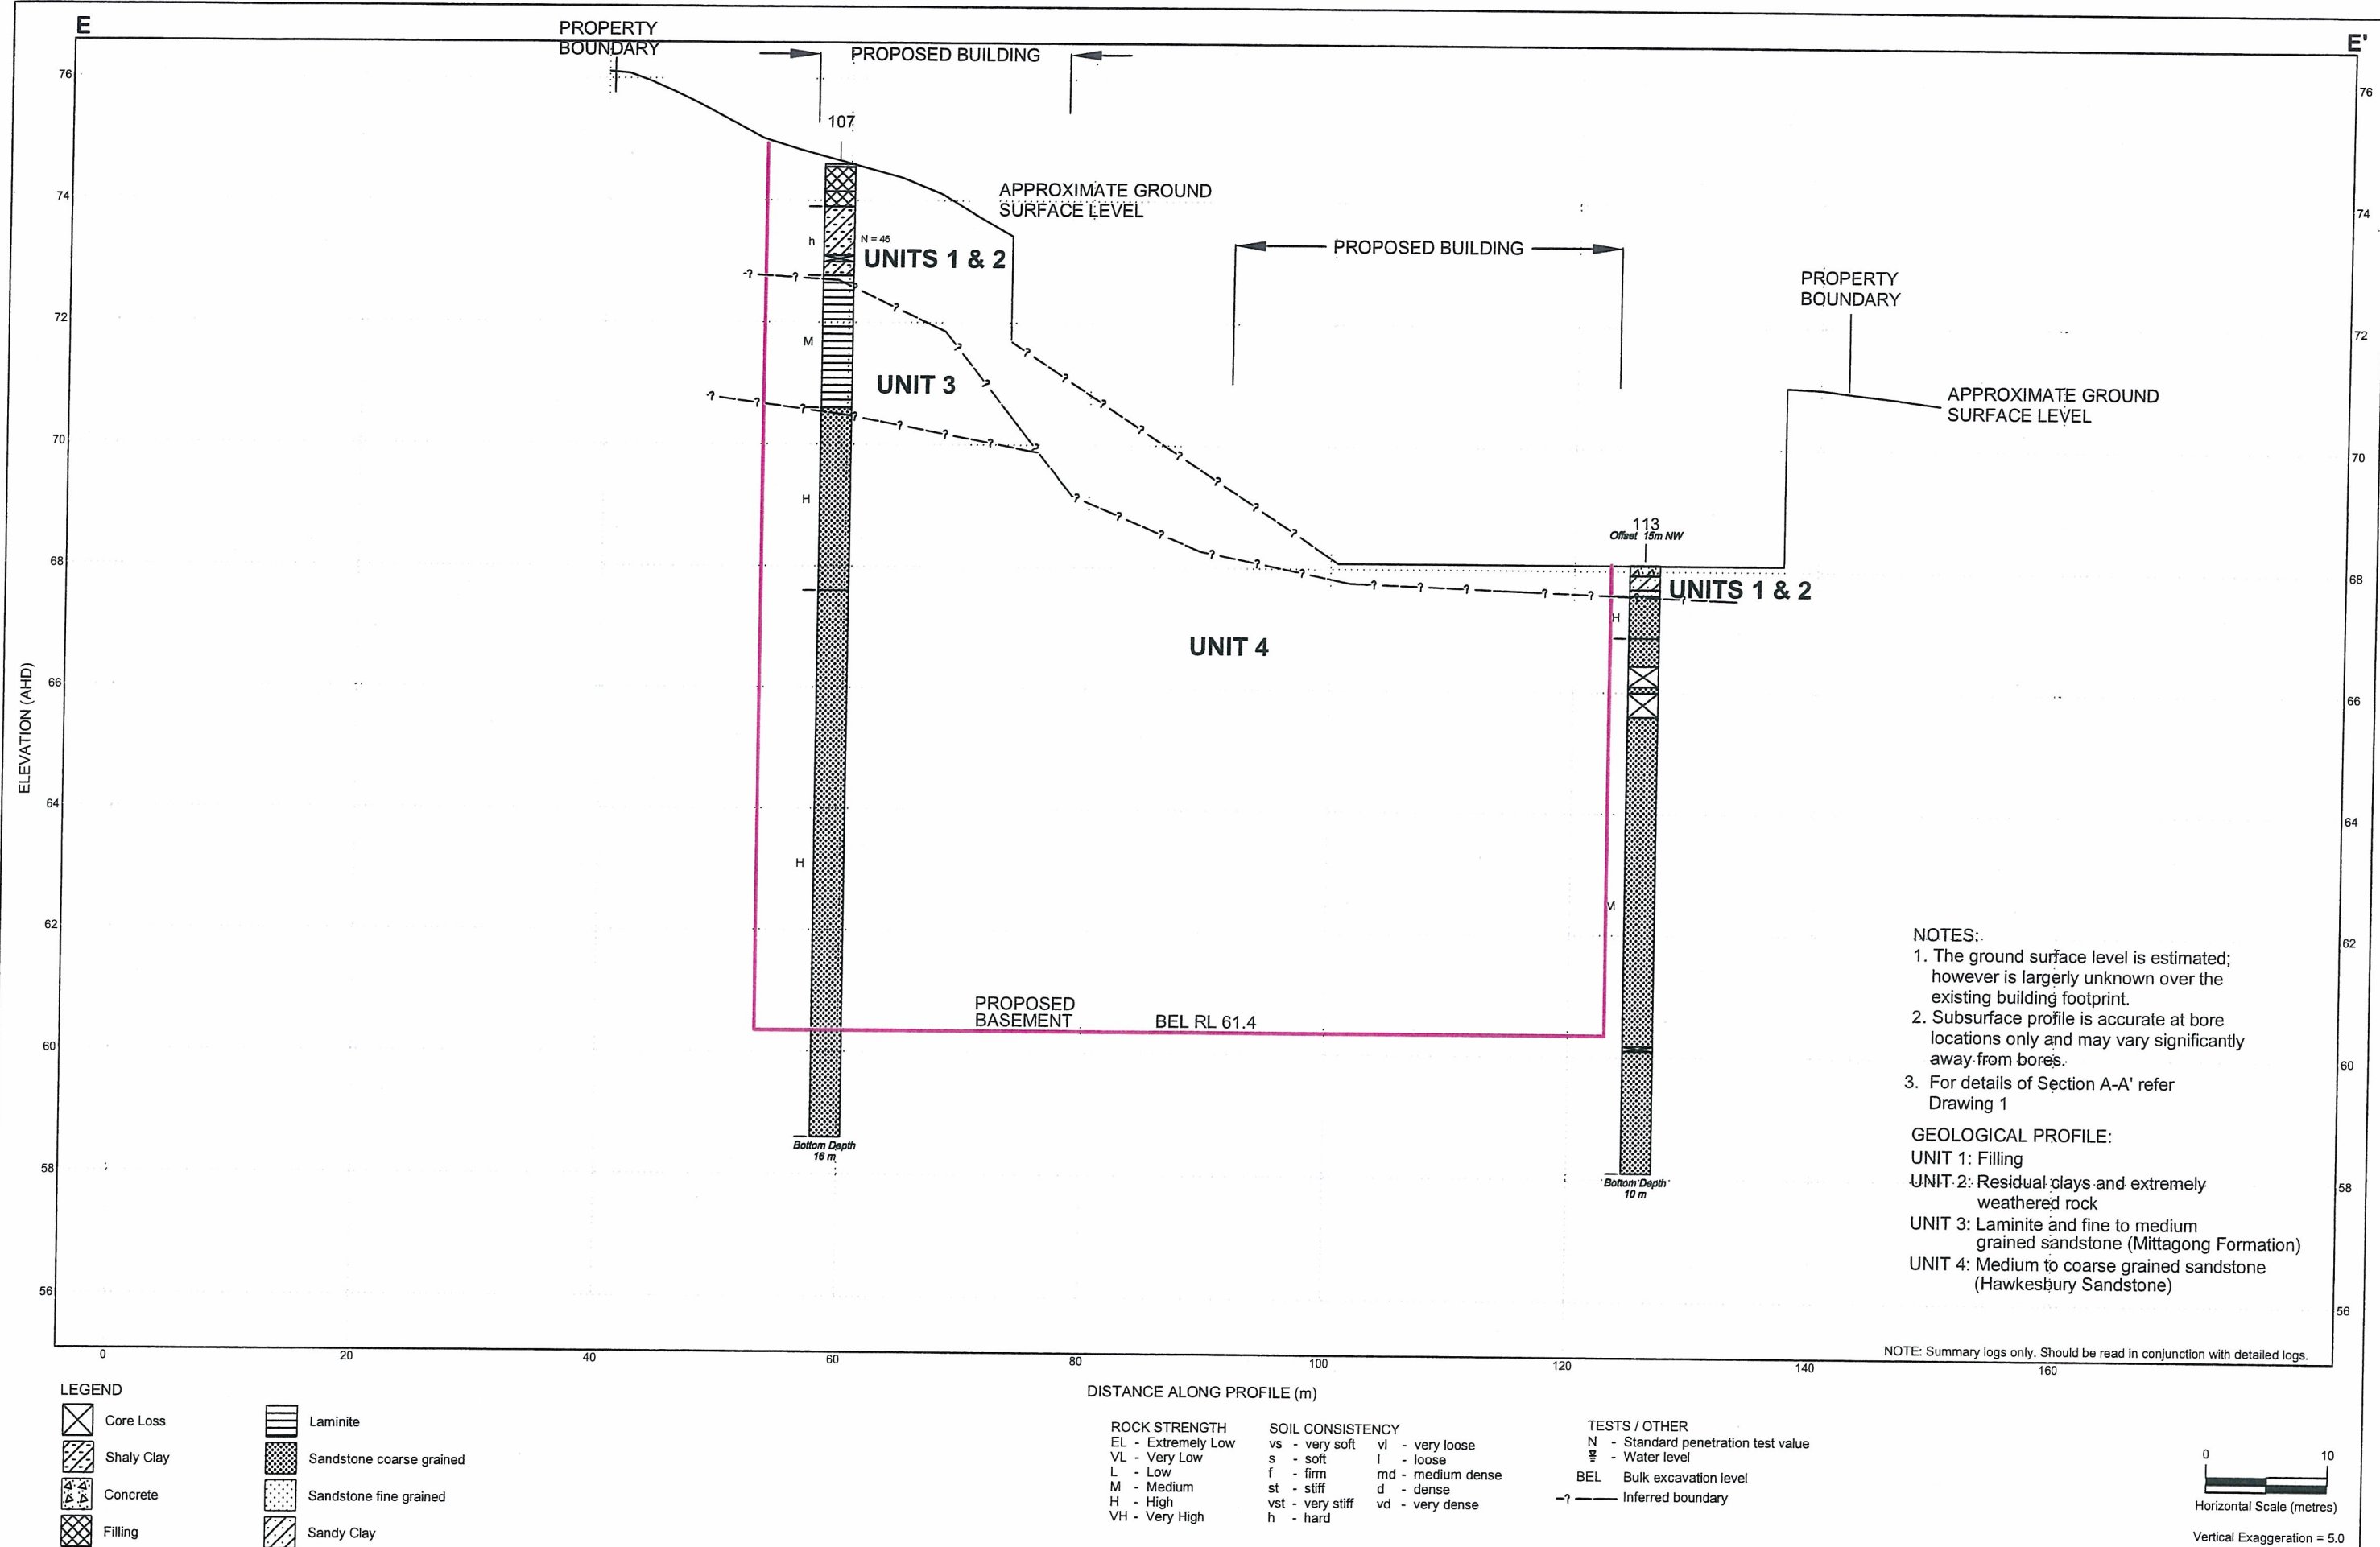 E
E'
PROPERTY
BOUNDARY
PROPOSED BUILDING
107
APPROXIMATE GROUND
SURFACE LEVEL
h
N = 46
UNITS 1 & 2
PROPOSED BUILDING
PROPERTY
BOUNDARY
M
UNIT 3
APPROXIMATE GROUND
SURFACE LEVEL
H
113
Offset 15m NW
UNITS 1 & 2
H
UNIT 4
H
M
PROPOSED
BASEMENT
BEL RL 61.4
Bottom Depth
16 m
Bottom Depth
10 m
ELEVATION (AHD)
76
74
72
70
68
66
64
62
60
58
56
76
74
72
70
68
66
64
62
60
58
56
NOTES:
1. The ground surface level is estimated;
however is largerly unknown over the
existing building footprint.
2. Subsurface profile is accurate at bore
locations only and may vary significantly
away from bores.
3. For details of Section A-A' refer
Drawing 1
GEOLOGICAL PROFILE:
UNIT 1: Filling
UNIT 2: Residual clays and extremely
weathered rock
UNIT 3: Laminite and fine to medium
grained sandstone (Mittagong Formation)
UNIT 4: Medium to coarse grained sandstone
(Hawkesbury Sandstone)
NOTE: Summary logs only. Should be read in conjunction with detailed logs.
0 20 40 60 80 100 120 140 160
DISTANCE ALONG PROFILE (m)
LEGEND
Core Loss
Shaly Clay
Concrete
Filling
Laminite
Sandstone coarse grained
Sandstone fine grained
Sandy Clay
ROCK STRENGTH
EL - Extremely Low
VL - Very Low
L - Low
M - Medium
H - High
VH - Very High
SOIL CONSISTENCY
vs - very soft vl - very loose
s - soft l - loose
f - firm md - medium dense
st - stiff d - dense
vst - very stiff vd - very dense
h - hard
TESTS / OTHER
N - Standard penetration test value
- Water level
BEL Bulk excavation level
-?- Inferred boundary
0 10
Horizontal Scale (metres)
Vertical Exaggeration = 5.0